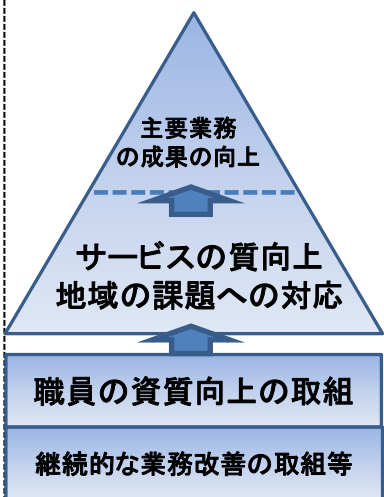 主要業務
の成果の向上
サービスの質向上
地域の課題への対応
職員の資質向上の取組
継続的な業務改善の取組等